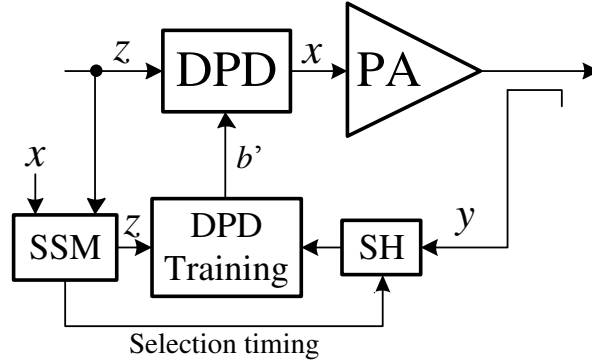 z
DPD
x
PA
b’
x
SSM
z
DPD
Training
SH
y
Selection timing